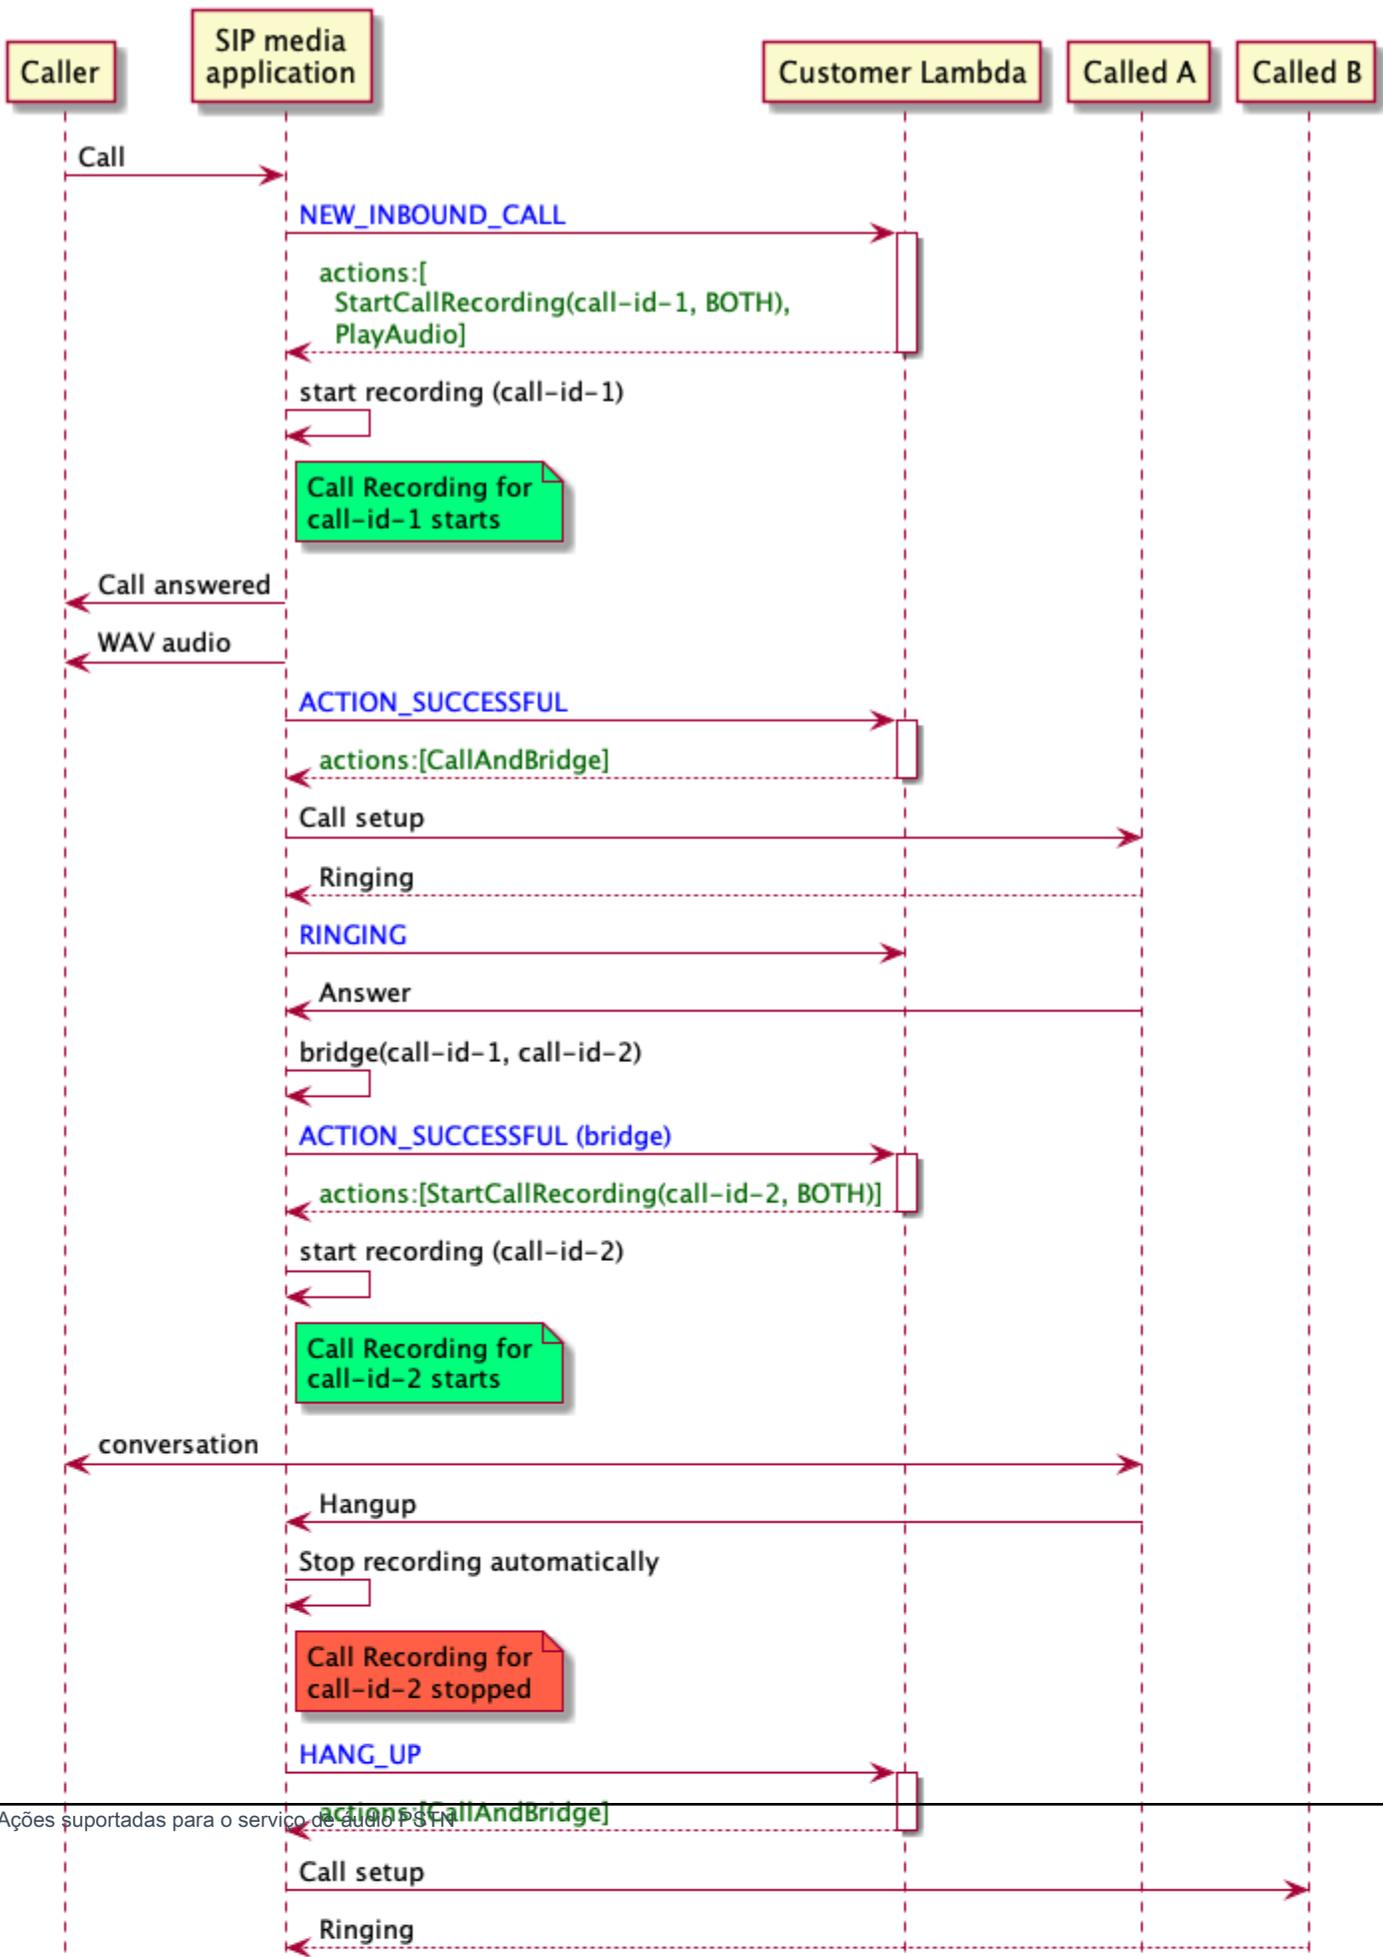 Caller
SIP media
application
Customer Lambda
Called A
Called B
Call
NEW_INBOUND_CALL
actions:[
StartCallRecording(call-id-1, BOTH),
PlayAudio]
start recording (call-id-1)
Call Recording for
call-id-1 starts
Call answered
WAV audio
ACTION_SUCCESSFUL
actions:[CallAndBridge]
Call setup
Ringing
RINGING
Answer
bridge(call-id-1, call-id-2)
ACTION_SUCCESSFUL (bridge)
actions:[StartCallRecording(call-id-2, BOTH)]
start recording (call-id-2)
Call Recording for
call-id-2 starts
conversation
Hangup
Stop recording automatically
Call Recording for
call-id-2 stopped
HANG_UP
actions:[CallAndBridge]
Ações suportadas para o serviço de áudio PSTN
Call setup
Ringing